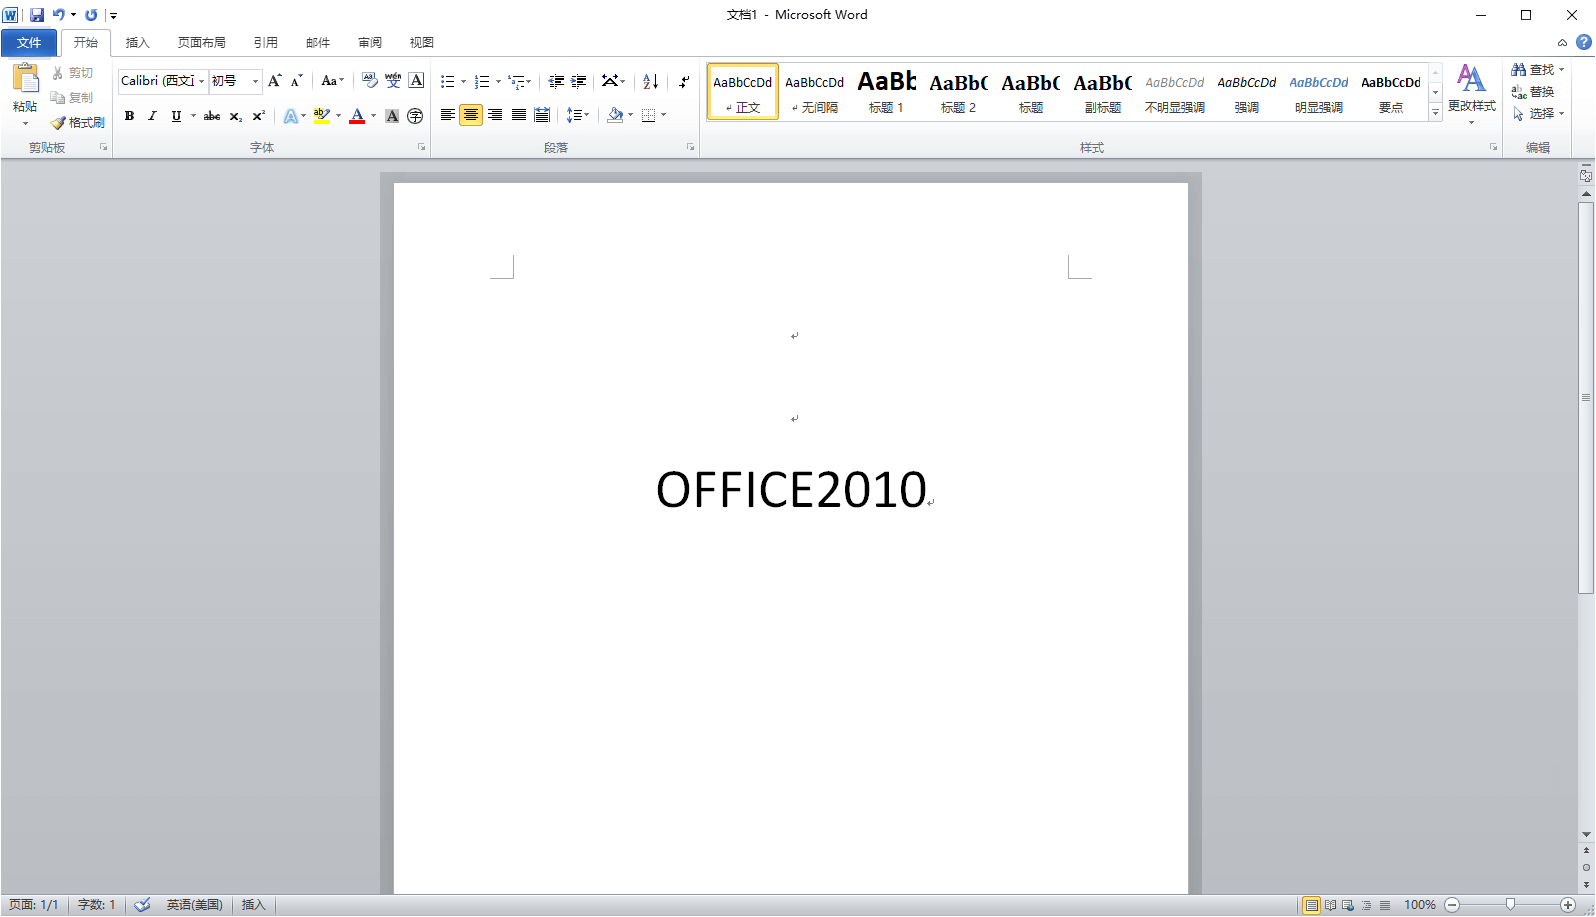 文档1 - Microsoft Word
文件 开始 插入 页面布局 引用 邮件 审阅 视图
粘贴 剪切 复制 格式刷
剪贴板
Calibri (西文正 初号
字体
段落
AaBbCcDd AaBbCcDd AaBb AaBbC AaBbC AaBbC AaBbCcDd AaBbCcDd AaBbCcDd AaBbCcDd
正文 无间隔 标题 1 标题 2 标题 副标题 不明显强调 强调 明显强调 要点
更改样式
样式
查找
替换
选择
编辑
OFFICE2010
页面: 1/1 字数: 1 英语(美国) 插入 100%